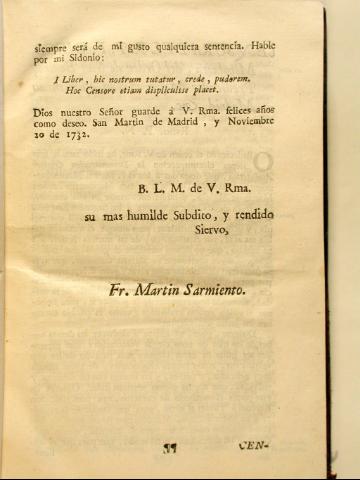 siempre será de mi gusto qualquiera sentencia. Hable
por mi Sidonio:
I Liber, hic nostrum tutatur, crede, pudorem.
Hoc Censore etiam displicuisse placet.
Dios nuestro Señor guarde á V. Rma. felices años
como deseo. San Martin de Madrid, y Noviembre
20 de 1732.
B. L. M. de V. Rma.
su mas humilde Subdito, y rendido
Siervo,
Fr. Martin Sarmiento.
¶¶ CEN-